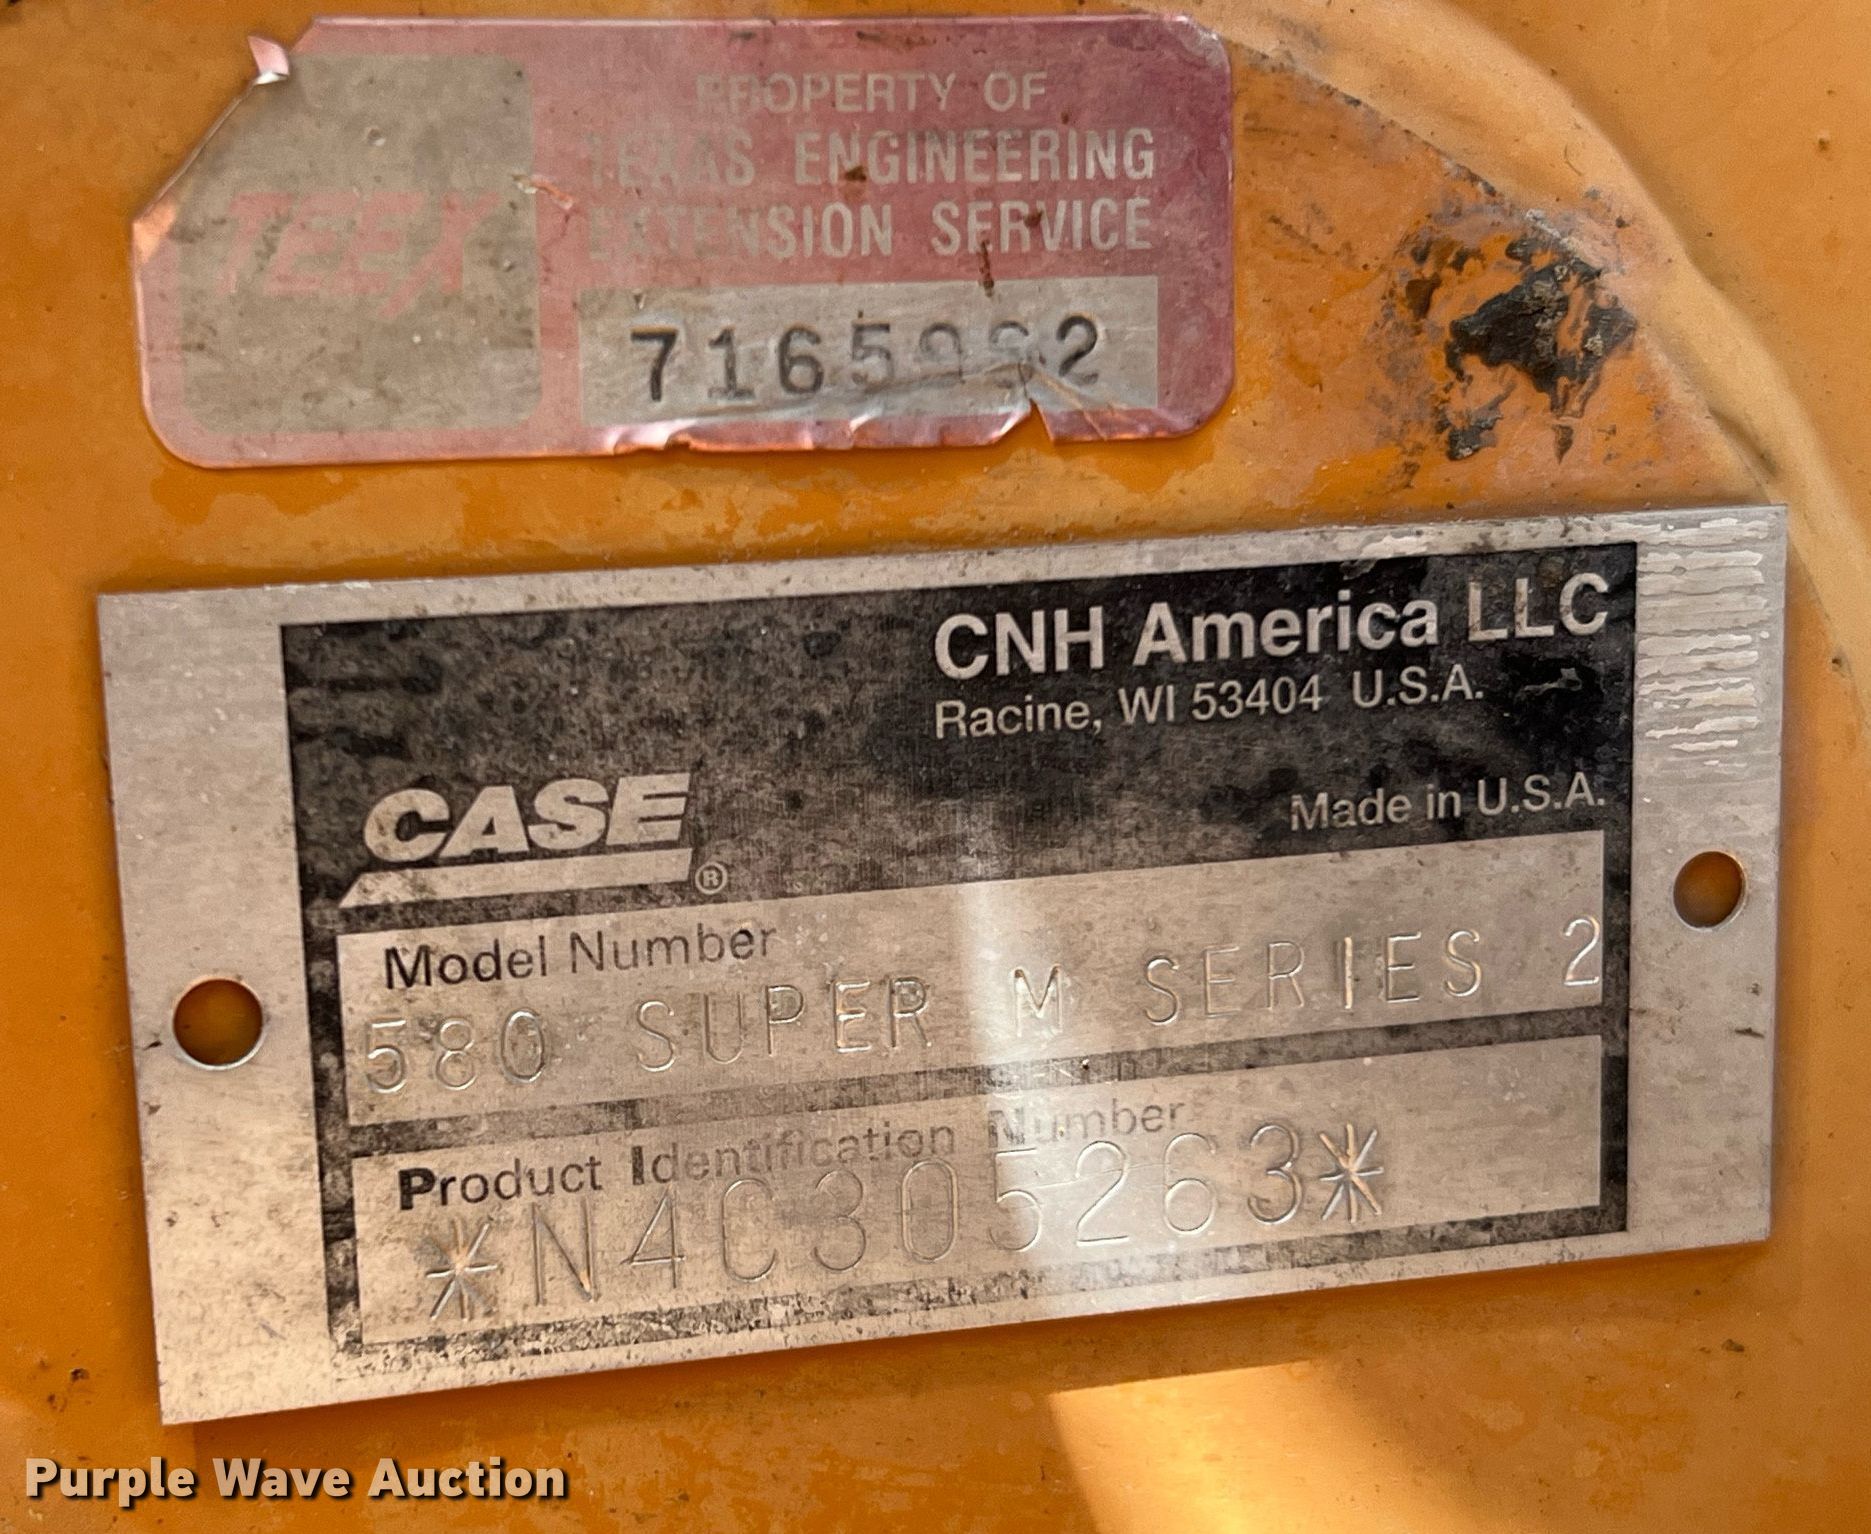 TEEX
PROPERTY OF
TEXAS ENGINEERING
EXTENSION SERVICE
CNH America LLC
Racine, WI 53404 U.S.A.
CASE®
Made in U.S.A.
Model Number
580 SUPER M SERIES 2
Product Identification Number
*N4C305263*
Purple Wave Auction